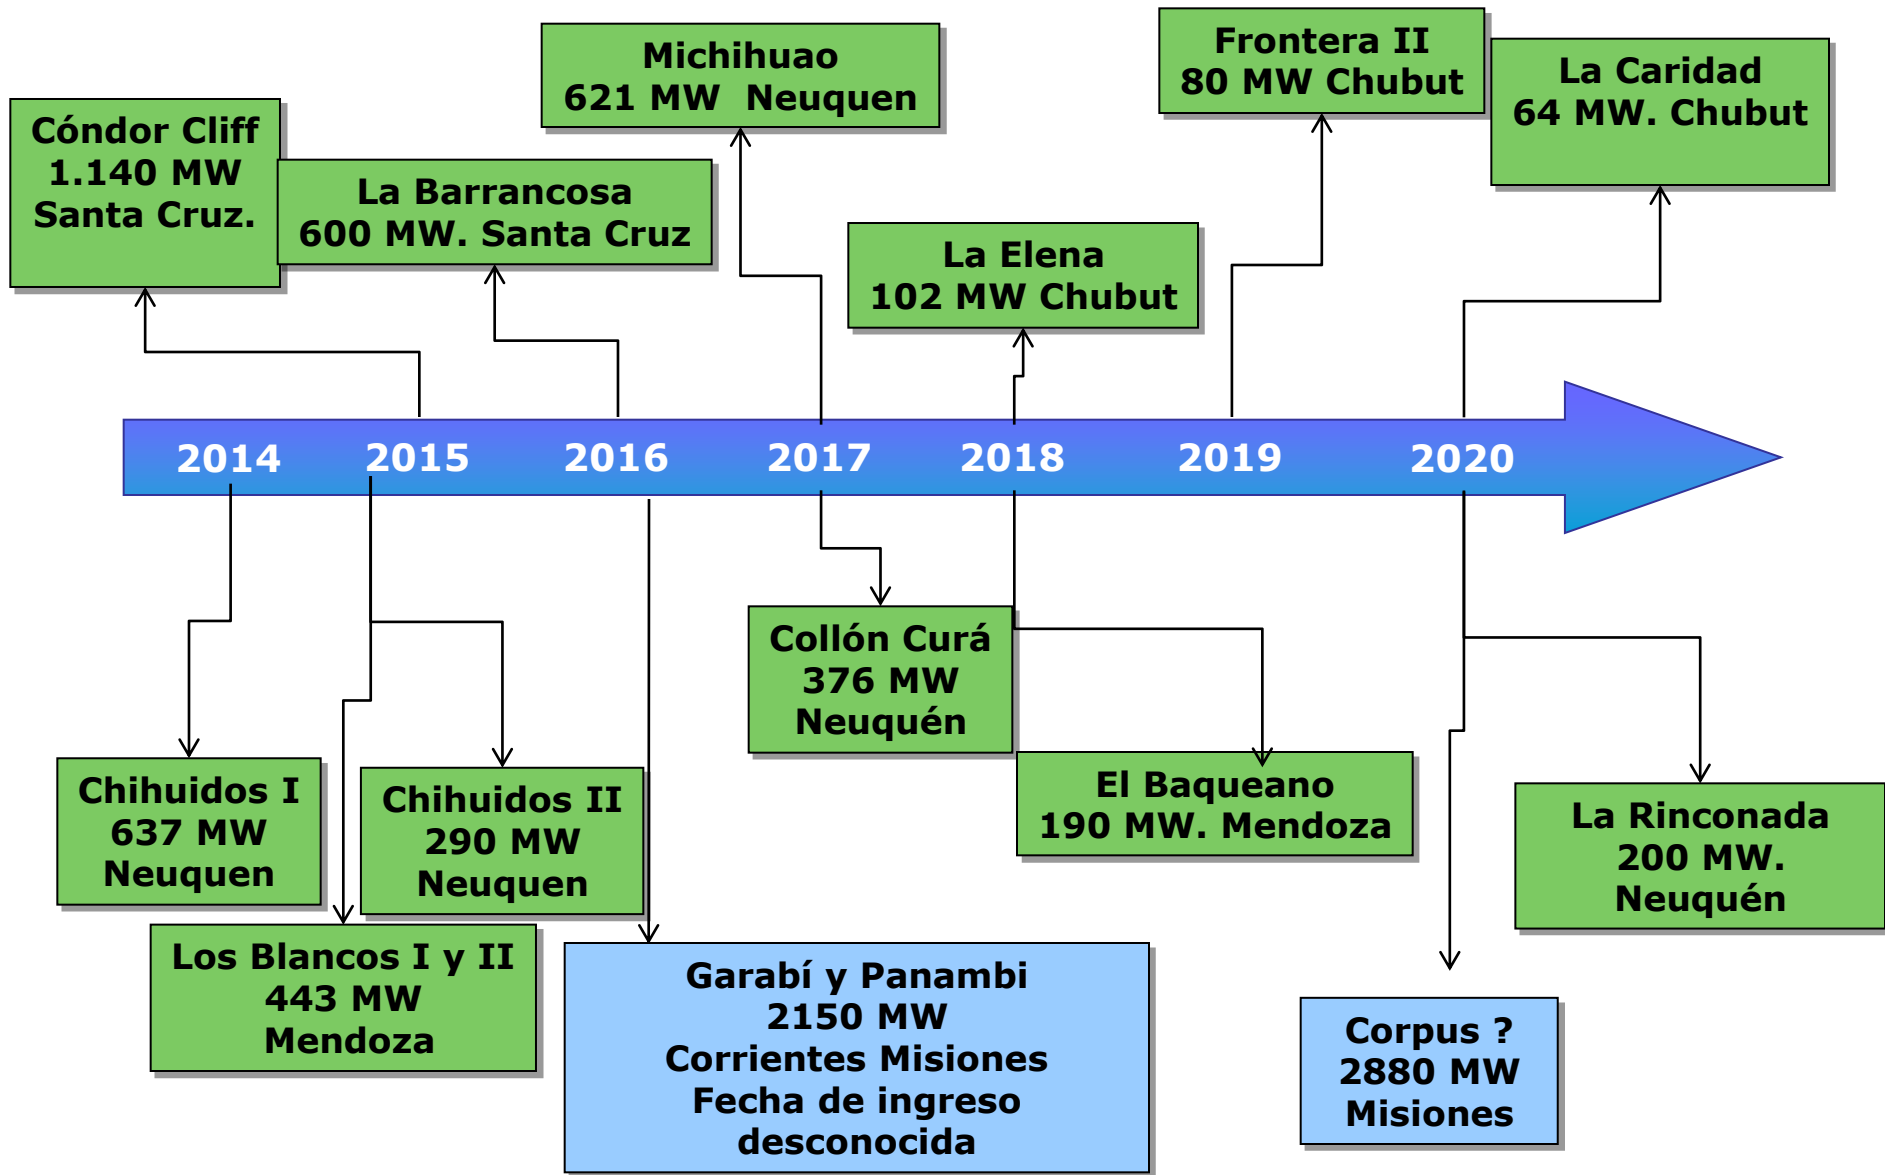 Michihuao
621 MW  Neuquen
Frontera II
80 MW Chubut
La Caridad
64 MW. Chubut
Cóndor Cliff
1.140 MW
Santa Cruz.
La Barrancosa
600 MW. Santa Cruz
La Elena
102 MW Chubut
2014
2015
2016
2017
2018
2019
2020
Collón Curá
376 MW
Neuquén
Chihuidos I
637 MW
Neuquen
Chihuidos II
290 MW
Neuquen
El Baqueano
190 MW. Mendoza
La Rinconada
200 MW.
Neuquén
Los Blancos I y II
443 MW
Mendoza
Garabí y Panambi
2150 MW
Corrientes Misiones
Fecha de ingreso
desconocida
Corpus ?
2880 MW
Misiones